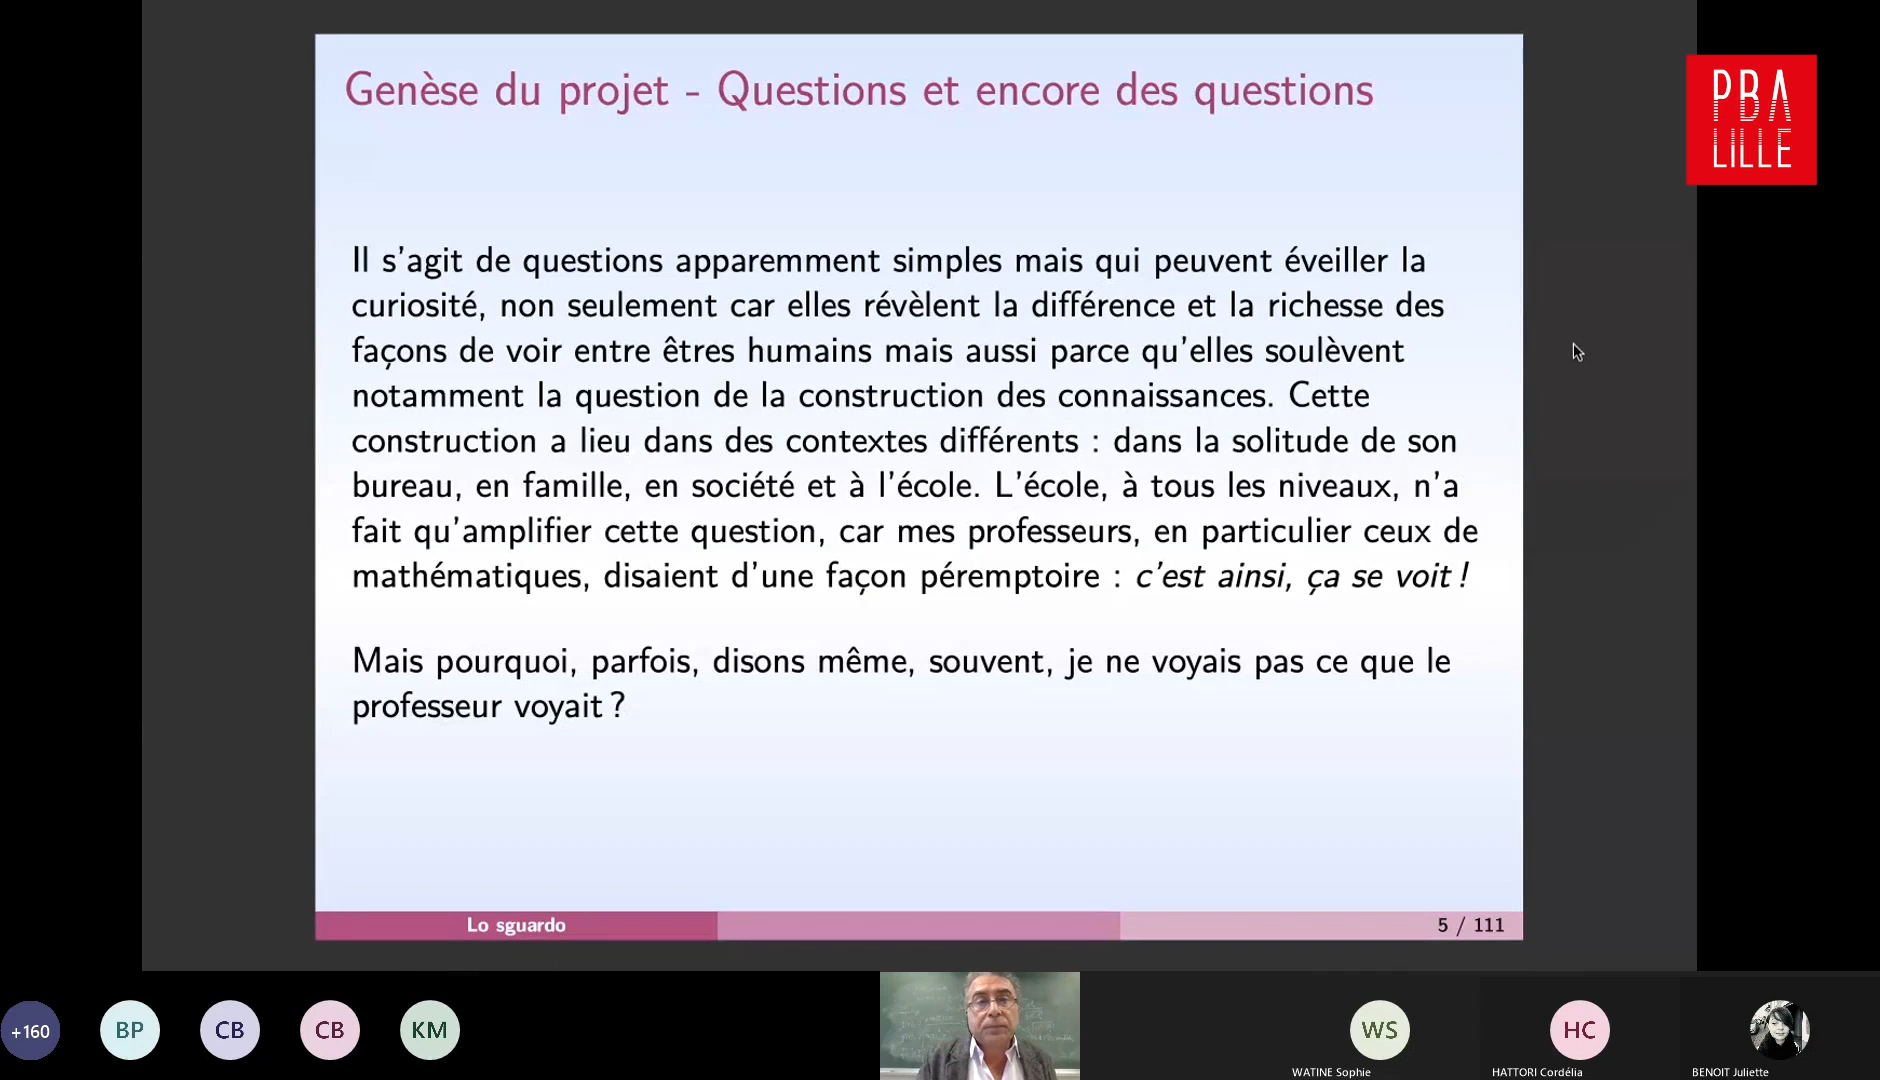 Genèse du projet - Questions et encore des questions
PBA
LILLE
Il s'agit de questions apparemment simples mais qui peuvent éveiller la
curiosité, non seulement car elles révèlent la différence et la richesse des
façons de voir entre êtres humains mais aussi parce qu'elles soulèvent
notamment la question de la construction des connaissances. Cette
construction a lieu dans des contextes différents : dans la solitude de son
bureau, en famille, en société et à l'école. L'école, à tous les niveaux, n'a
fait qu'amplifier cette question, car mes professeurs, en particulier ceux de
mathématiques, disaient d'une façon péremptoire : c'est ainsi, ça se voit !
Mais pourquoi, parfois, disons même, souvent, je ne voyais pas ce que le
professeur voyait ?
Lo sguardo
5 / 111
+160
BP
CB
CB
KM
WS
HC
WATINE Sophie
HATTORI Cordélia
BENOIT Juliette